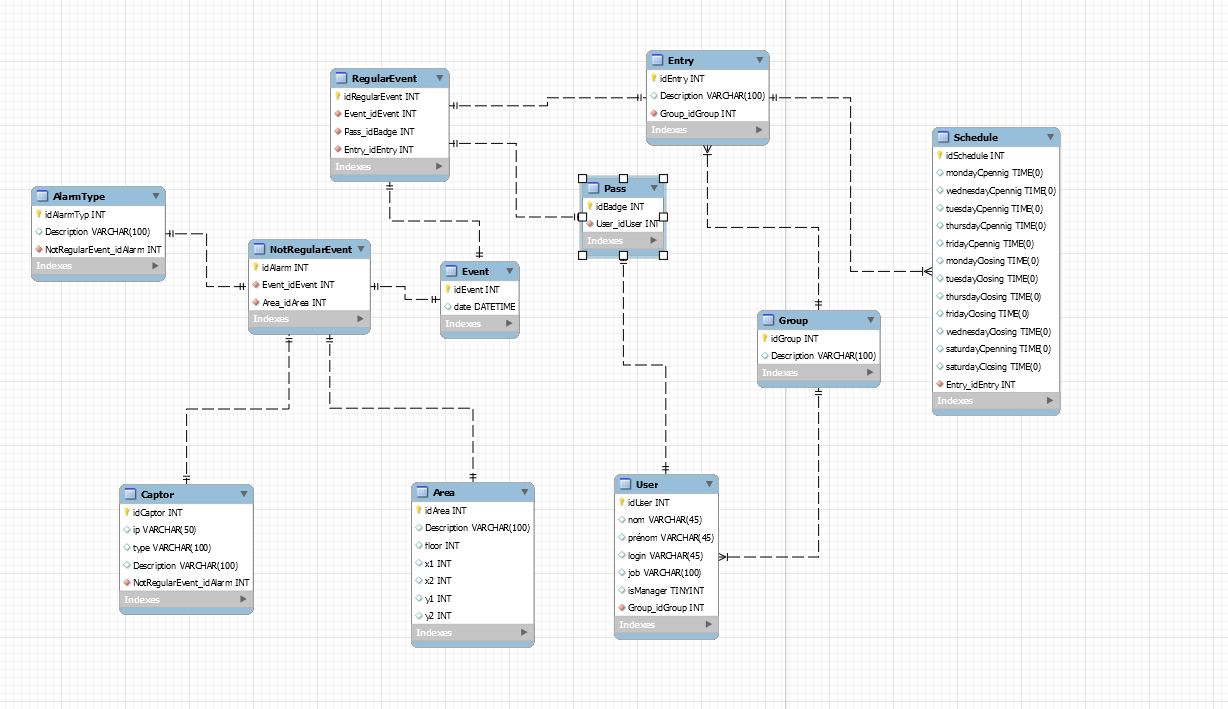 RegularEvent
idRegularEvent INT
Event_idEvent INT
Pass_idBadge INT
Entry_idEntry INT
Indexes
Entry
idEntry INT
Description VARCHAR(100)
Group_idGroup INT
Indexes
Schedule
idSchedule INT
mondayCpennig TIME(0)
wednesdayCpennig TIME(0)
tuesdayCpennig TIME(0)
thursdayCpennig TIME(0)
fridayCpennig TIME(0)
mondayClosing TIME(0)
tuesdayClosing TIME(0)
thursdayClosing TIME(0)
fridayClosing TIME(0)
wednesdayClosing TIME(0)
saturdayCpenning TIME(0)
saturdayClosing TIME(0)
Entry_idEntry INT
Indexes
Pass
idBadge INT
User_idUser INT
Indexes
AlarmType
idAlarmTyp INT
Description VARCHAR(100)
NotRegularEvent_idAlarm INT
Indexes
NotRegularEvent
idAlarm INT
Event_idEvent INT
Area_idArea INT
Indexes
Event
idEvent INT
date DATETIME
Indexes
Group
idGroup INT
Description VARCHAR(100)
Indexes
Captor
idCaptor INT
ip VARCHAR(50)
type VARCHAR(100)
Description VARCHAR(100)
NotRegularEvent_idAlarm INT
Indexes
Area
idArea INT
Description VARCHAR(100)
floor INT
x1 INT
x2 INT
y1 INT
y2 INT
Indexes
User
idUser INT
nom VARCHAR(45)
prénom VARCHAR(45)
login VARCHAR(45)
job VARCHAR(100)
isManager TINYINT
Group_idGroup INT
Indexes